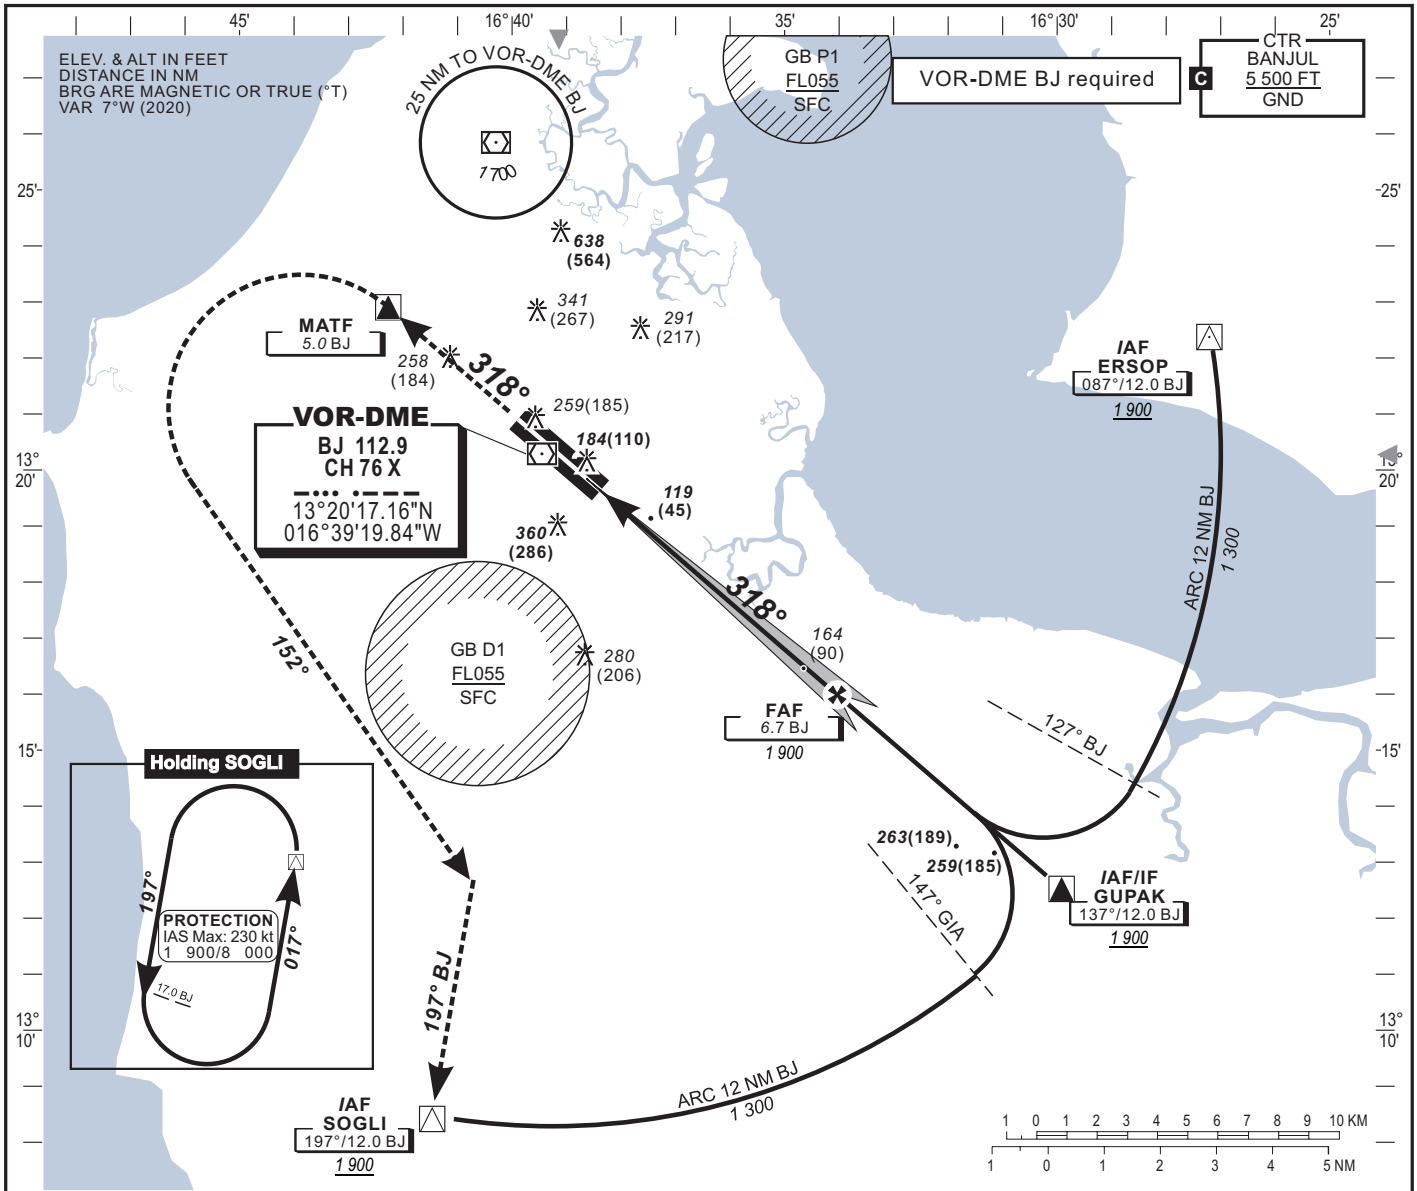 45'
16°40'
35'
16°30'
25'
ELEV. & ALT IN FEET
DISTANCE IN NM
BRG ARE MAGNETIC OR TRUE (°T)
VAR 7°W (2020)
25 NM TO VOR-DME BJ
1700
GB P1
FL055
SFC
VOR-DME BJ required
C
CTR
BANJUL
5 500 FT
GND
25'
25'
638
(564)
341
(267)
291
(217)
MATF
5.0 BJ
258
(184)
318°
259(185)
184(110)
IAF
ERSOP
087°/12.0 BJ
1 900
VOR-DME
BJ 112.9
CH 76 X
13°20'17.16"N
016°39'19.84"W
13°
20'
13°
20'
119
(45)
360
(286)
ARC 12 NM BJ
1 300
318°
152°
GB D1
FL055
SFC
280
(206)
164
(90)
FAF
6.7 BJ
1 900
127° BJ
15'
15'
Holding SOGLI
197°
017°
PROTECTION
IAS Max: 230 kt
1 900/8 000
17.0 BJ
263(189)
259(185)
147° GIA
IAF/IF
GUPAK
137°/12.0 BJ
1 900
197° BJ
13°
10'
13°
10'
ARC 12 NM BJ
1 300
IAF
SOGLI
197°/12.0 BJ
1 900
1 0 1 2 3 4 5 6 7 8 9 10 KM
1 0 1 2 3 4 5 NM